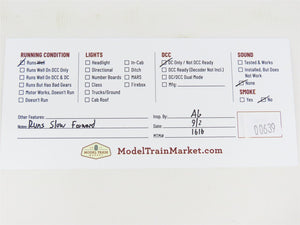 RUNNING CONDITION LIGHTS DCC SOUND
Runs Well Headlight In-Cab DC Only / Not DCC Ready Tested & Works
Runs Well On DCC Only Directional Ditch DCC Ready (Decoder Not Incl.) Installed, But Does Not Work
Runs Well On DCC & DC Number Boards MARS DC/DCC Dual Mode None
Runs But Has Bad Gears Class Firebox Mfg: SMOKE
Motor Works, Doesn't Run Trucks/Ground Yes No
Doesn't Run Cab Roof
Other Features: Insp. By: AG
Notes: Runs Slow Forward Date: 9/2
MTM# 1616
00639
MODEL TRAIN
MARKET
ModelTrainMarket.com